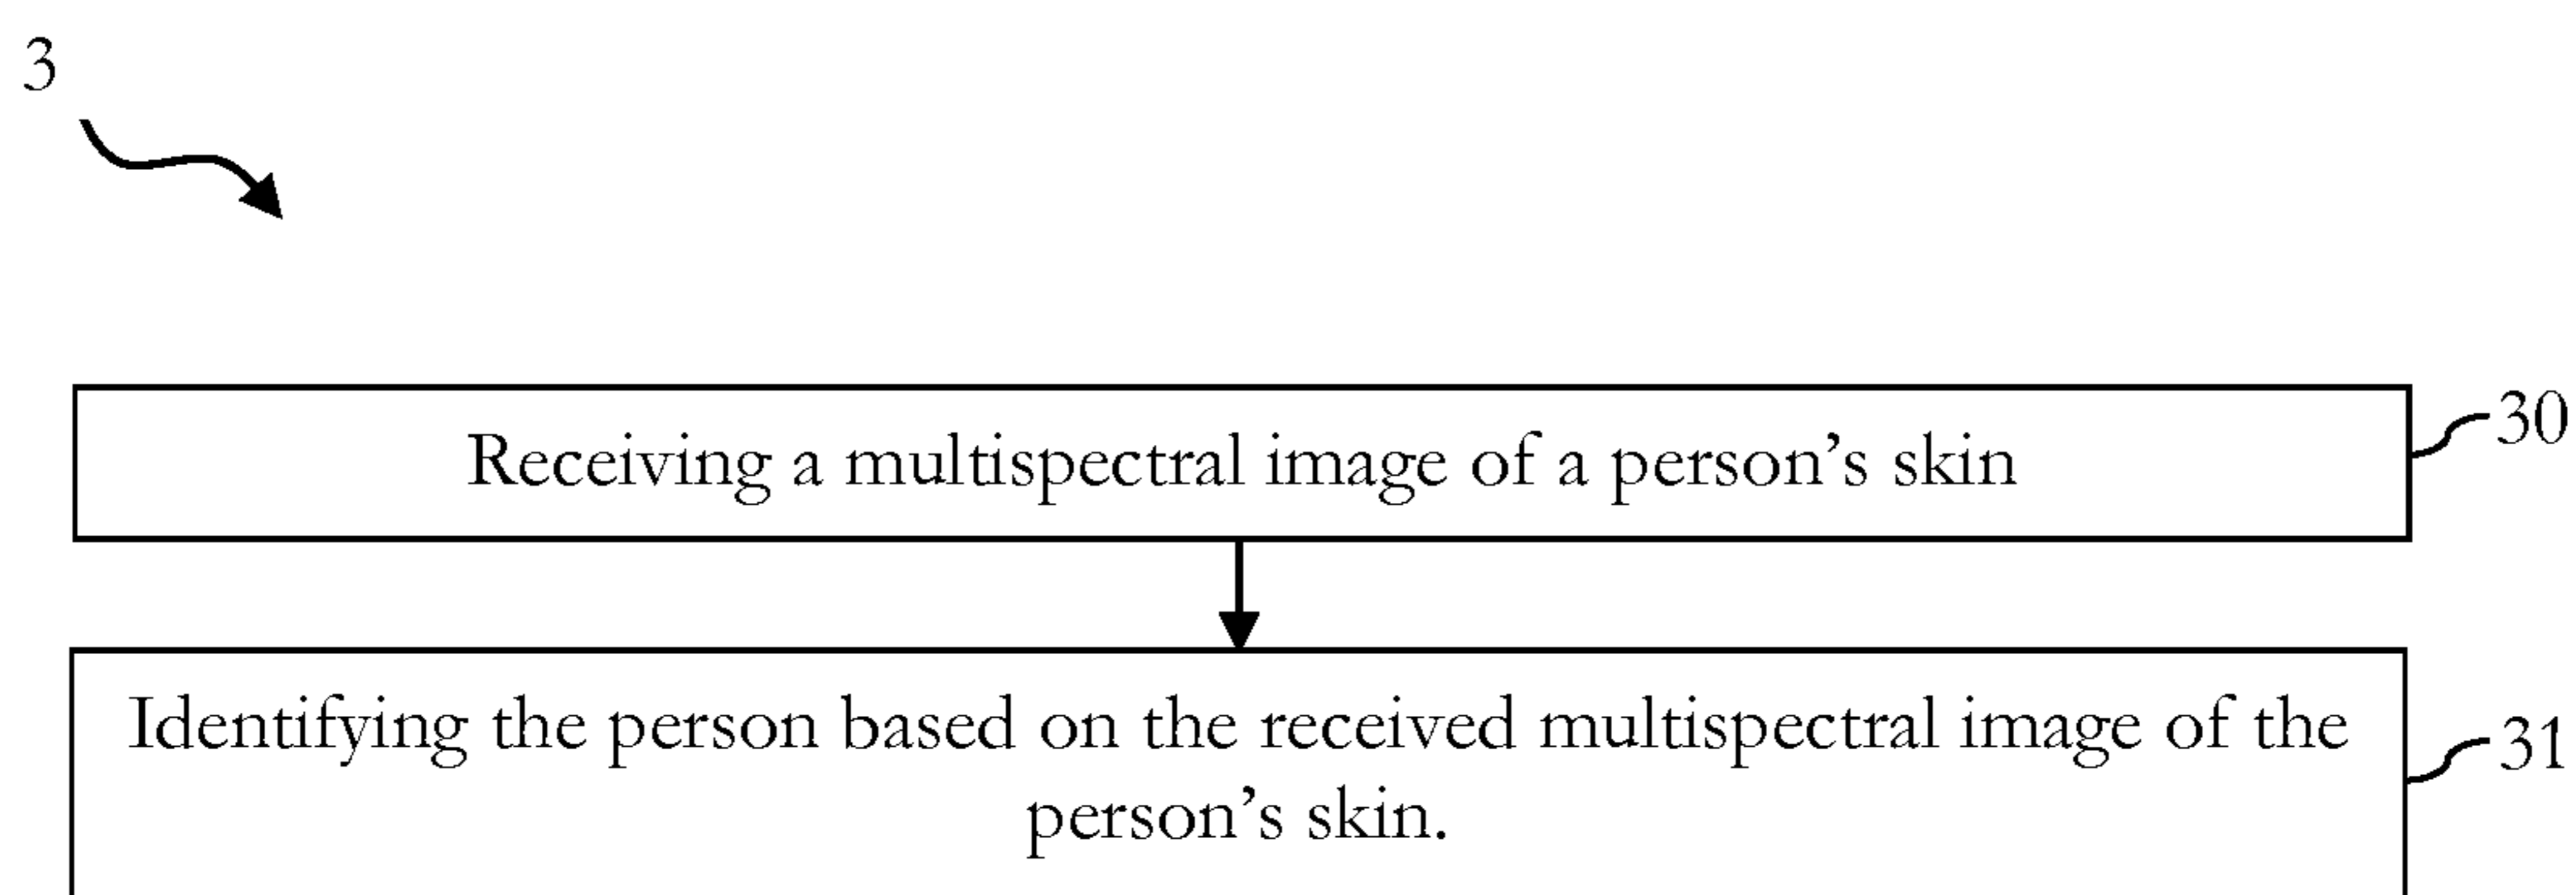 3
Receiving a multispectral image of a person’s skin
30
Identifying the person based on the received multispectral image of the
person’s skin.
31